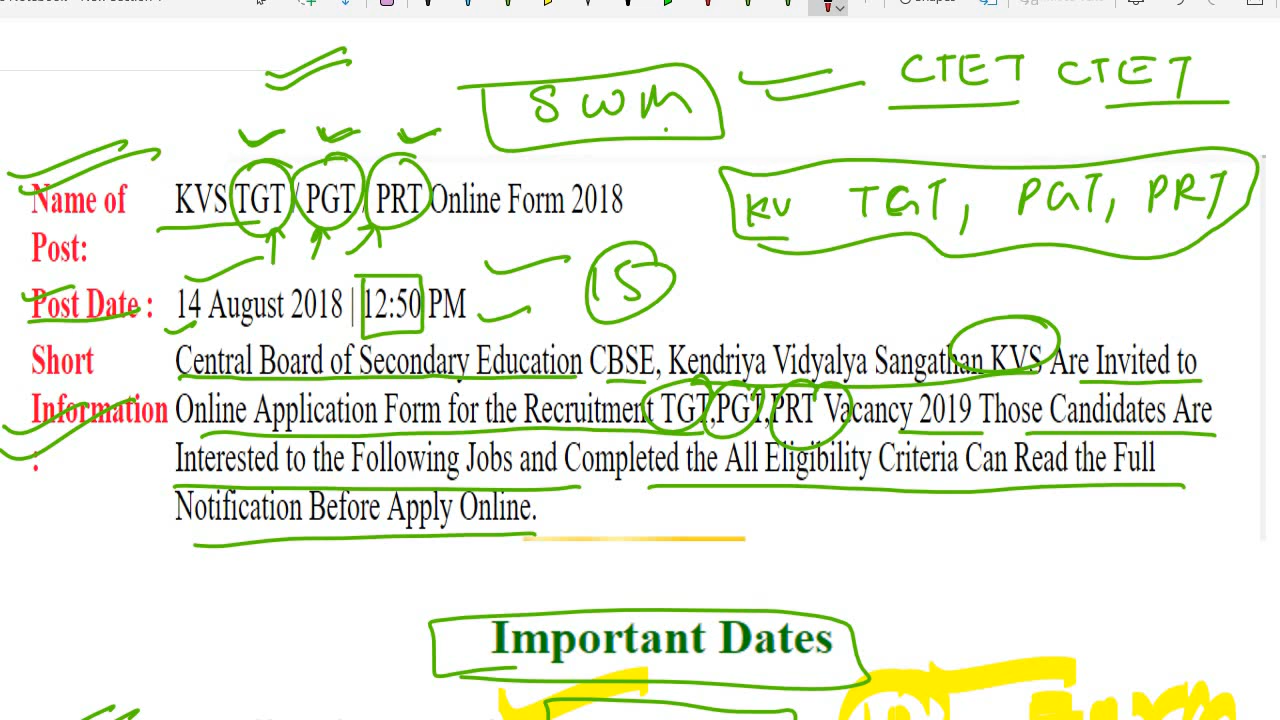 CTET CTET
SWM
Name of Post:
KVS TGT / PGT / PRT Online Form 2018
KV TGT, PGT, PRT
Post Date :
14 August 2018 | 12:50 PM
15
Short Information :
Central Board of Secondary Education CBSE, Kendriya Vidyalya Sangathan KVS Are Invited to
Online Application Form for the Recruitment TGT,PGT,PRT Vacancy 2019 Those Candidates Are
Interested to the Following Jobs and Completed the All Eligibility Criteria Can Read the Full
Notification Before Apply Online.
Important Dates